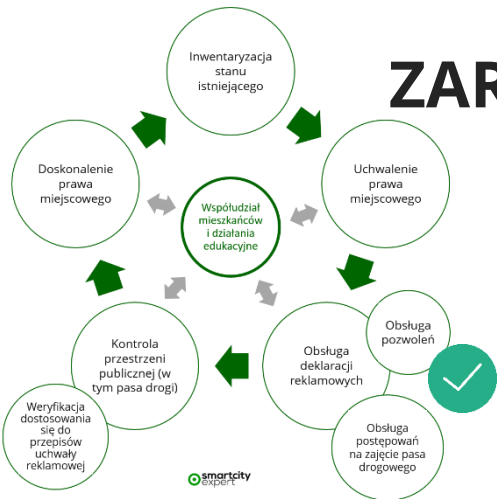 Inwentaryzacja
stanu
istniejącego
ZAR
Doskonalenie
prawa
miejscowego
Uchwalenie
prawa
miejscowego
Współudział
mieszkańców
i działania
edukacyjne
Kontrola
przestrzeni
publicznej (w
tym pasa drogi)
Obsługa
deklaracji
reklamowych
Obsługa
pozwoleń
Weryfikacja
dostosowania
się do
przepisów
uchwały
reklamowej
Obsługa
postępowań
na zajęcie pasa
drogowego
smartcity
expert